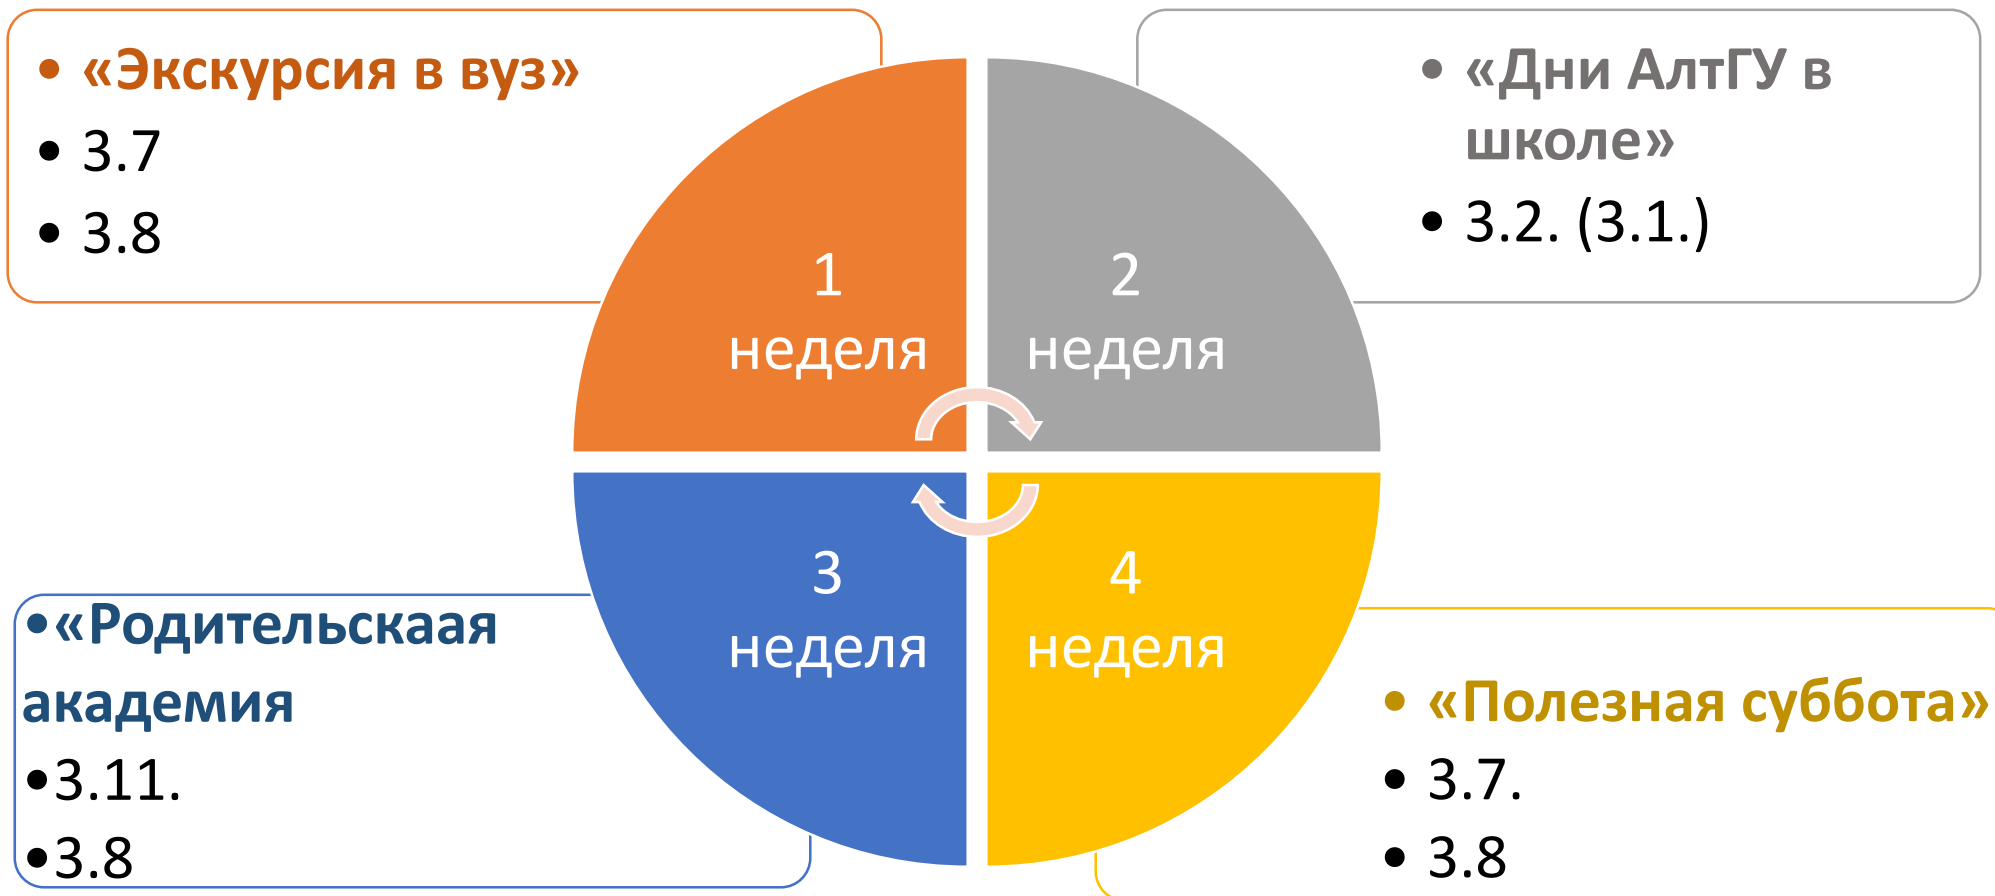 • «Экскурсия в вуз»
• 3.7
• 3.8
• «Дни АлтГУ в
школе»
• 3.2. (3.1.)
1
неделя
2
неделя
3
неделя
4
неделя
•«Родительскаая
академия
•3.11.
•3.8
• «Полезная суббота»
• 3.7.
• 3.8